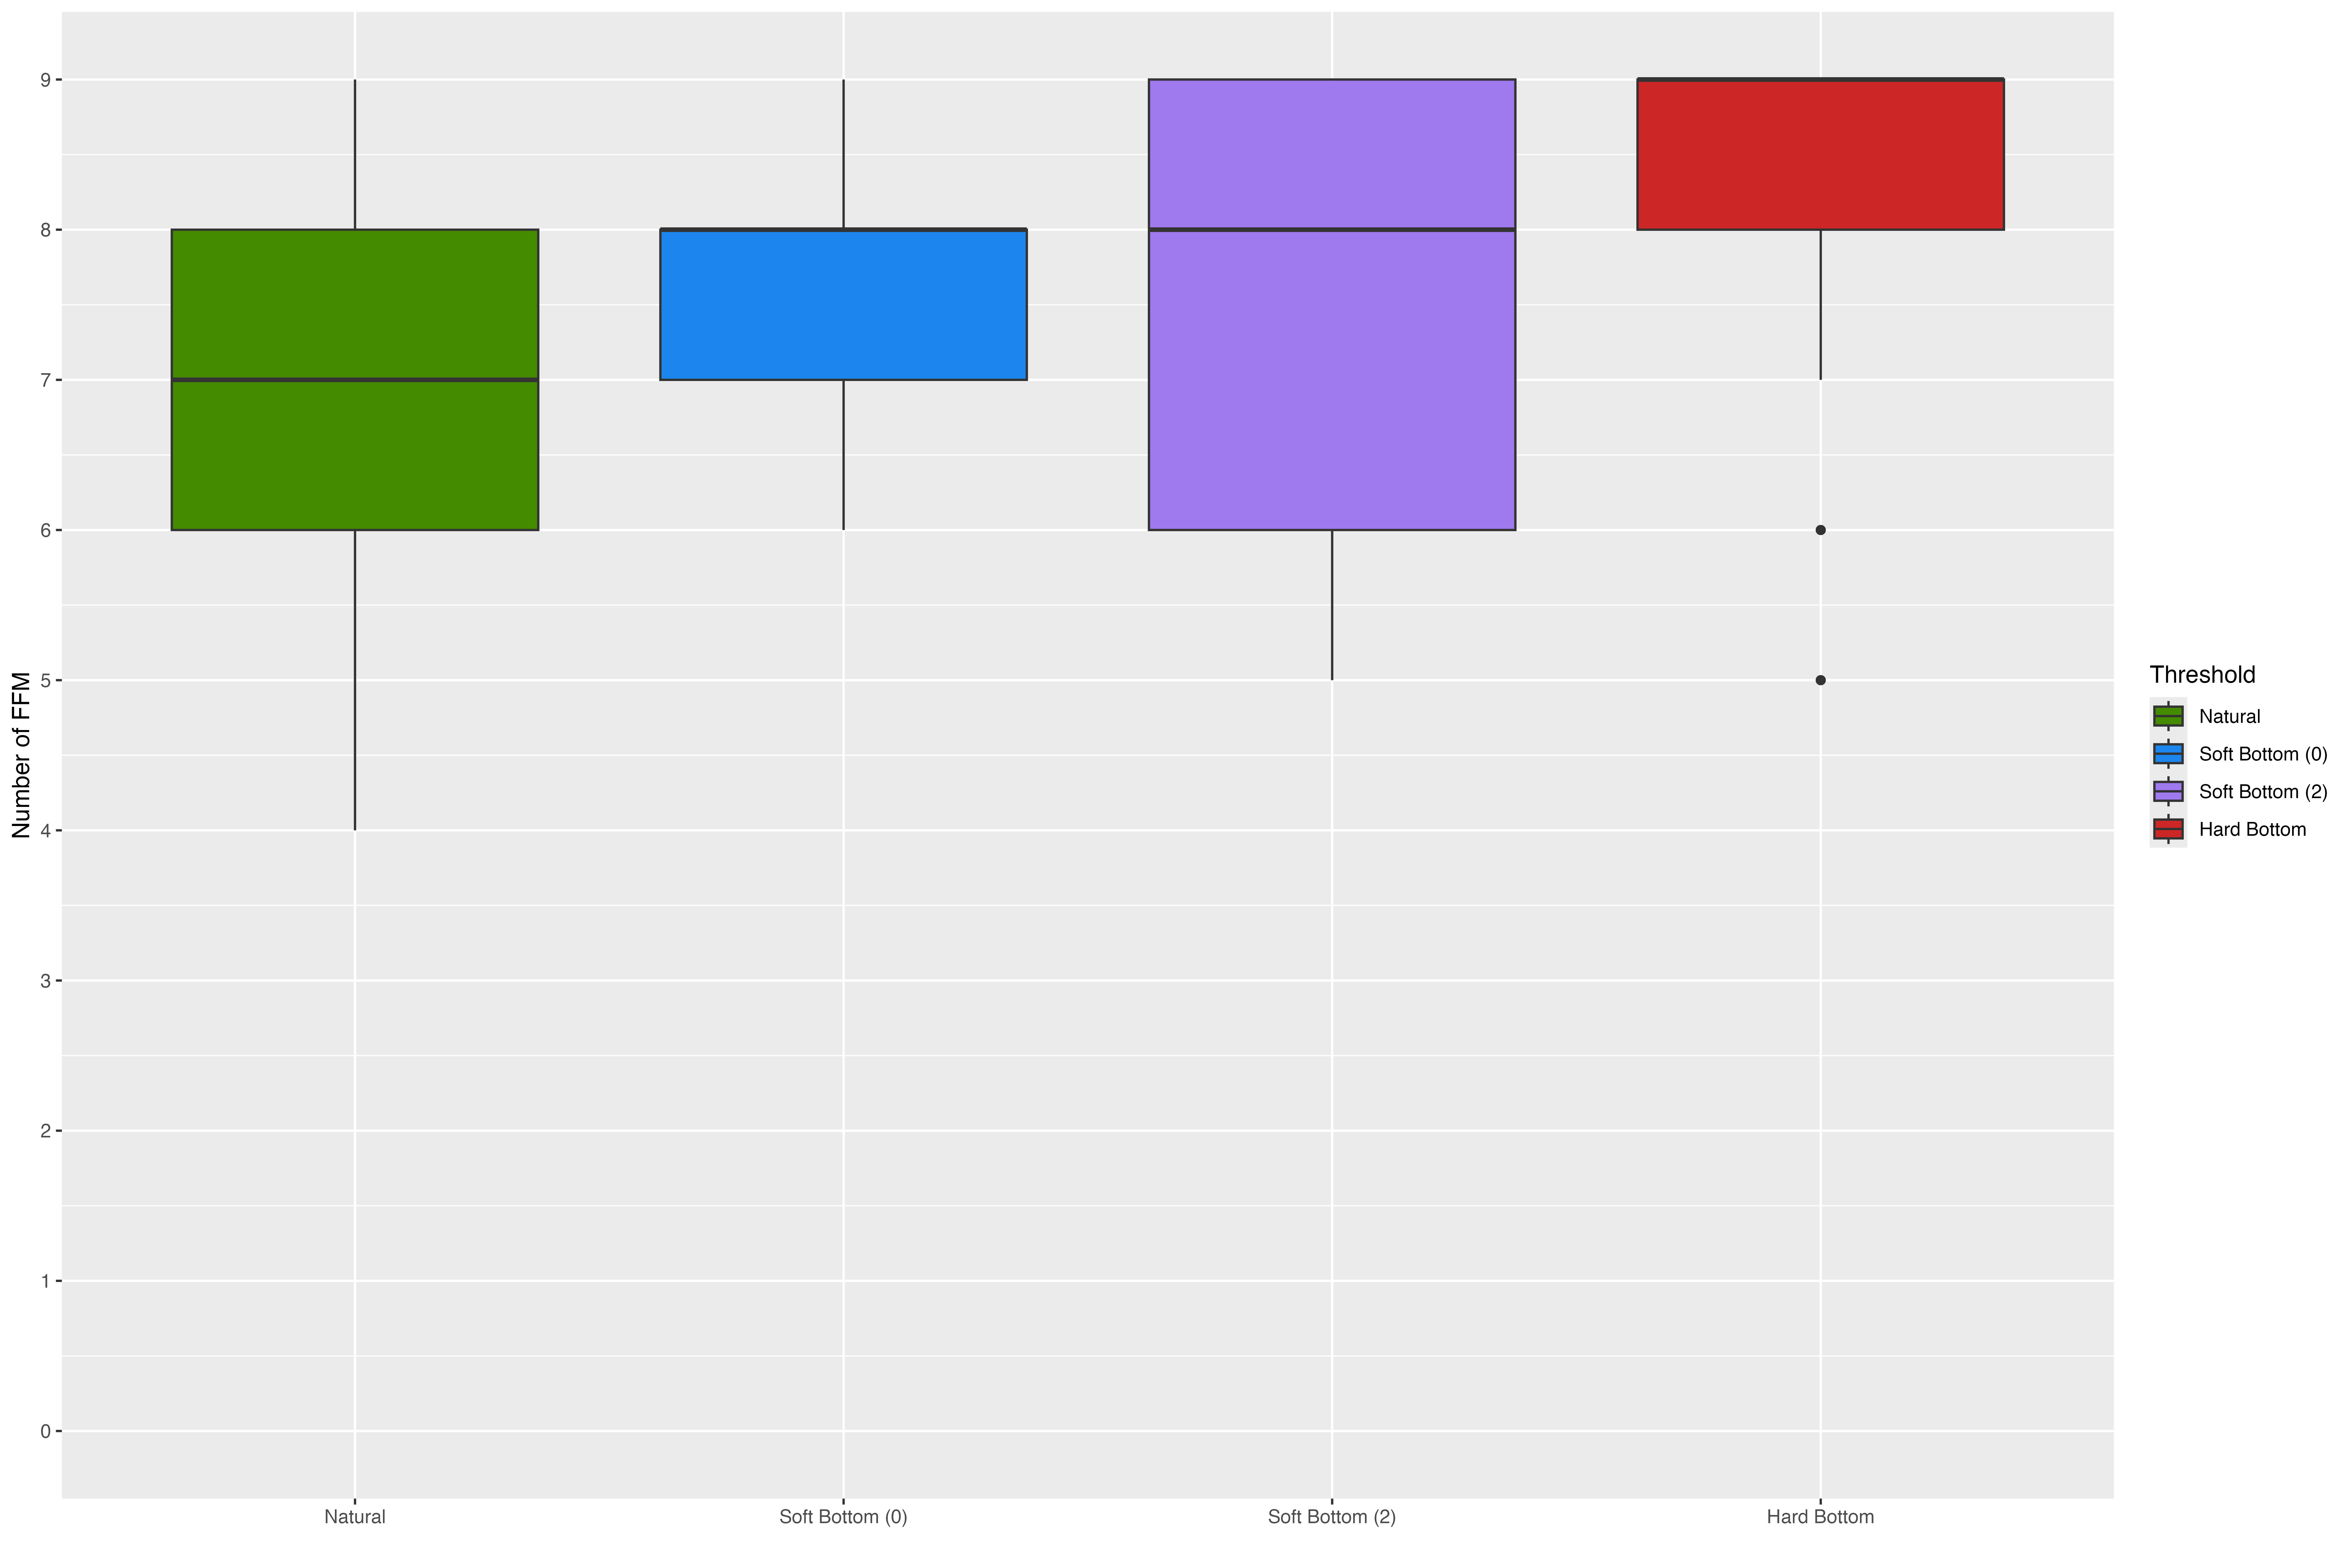 Number of FFM
9
8
7
6
5
4
3
2
1
0
Natural
Soft Bottom (0)
Soft Bottom (2)
Hard Bottom
Threshold
Natural
Soft Bottom (0)
Soft Bottom (2)
Hard Bottom